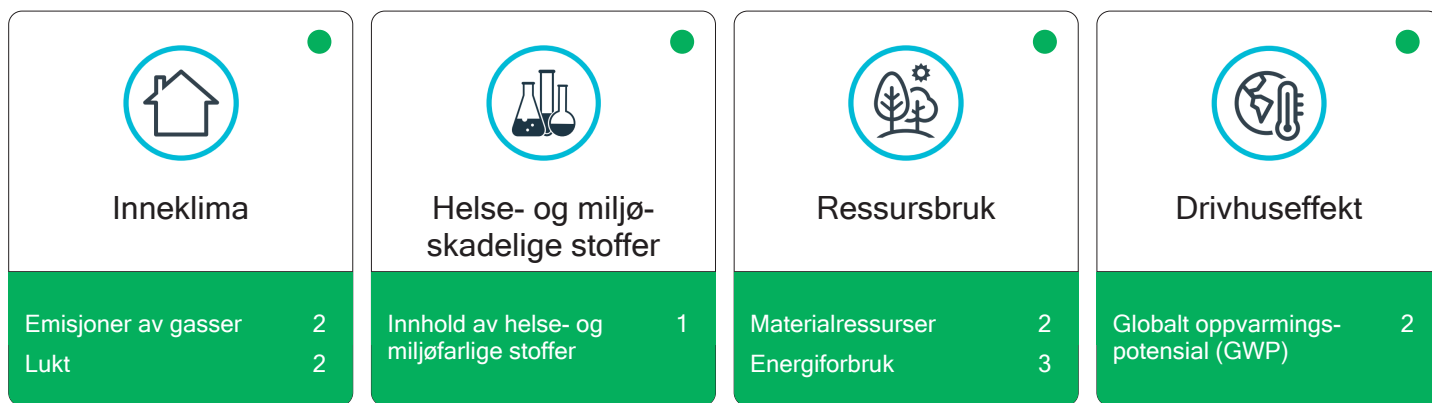 Inneklima
Emisjoner av gasser 2
Lukt 2
Helse- og miljø-
skadelige stoffer
Innhold av helse- og 1
miljøfarlige stoffer
Ressursbruk
Materialressurser 2
Energiforbruk 3
Drivhuseffekt
Globalt oppvarmings- 2
potensial (GWP)